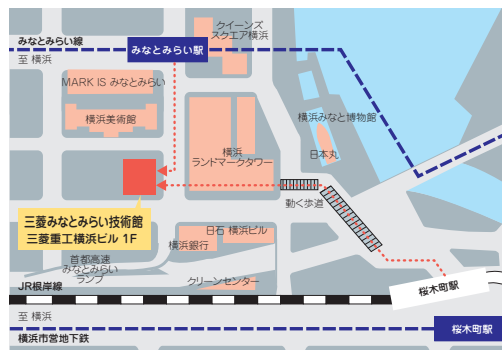 クイーンズ
スクエア横浜
みなとみらい線
みなとみらい駅
至 横浜
MARK IS みなとみらい
横浜美術館
横浜みなと博物館
横浜
ランドマークタワー
日本丸
動く歩道
三菱みなとみらい技術館
三菱重工横浜ビル 1F
日石 横浜ビル
横浜銀行
首都高速
みなとみらい
ランプ
クリーンセンター
桜木町駅
JR根岸線
至 横浜
桜木町駅
横浜市営地下鉄